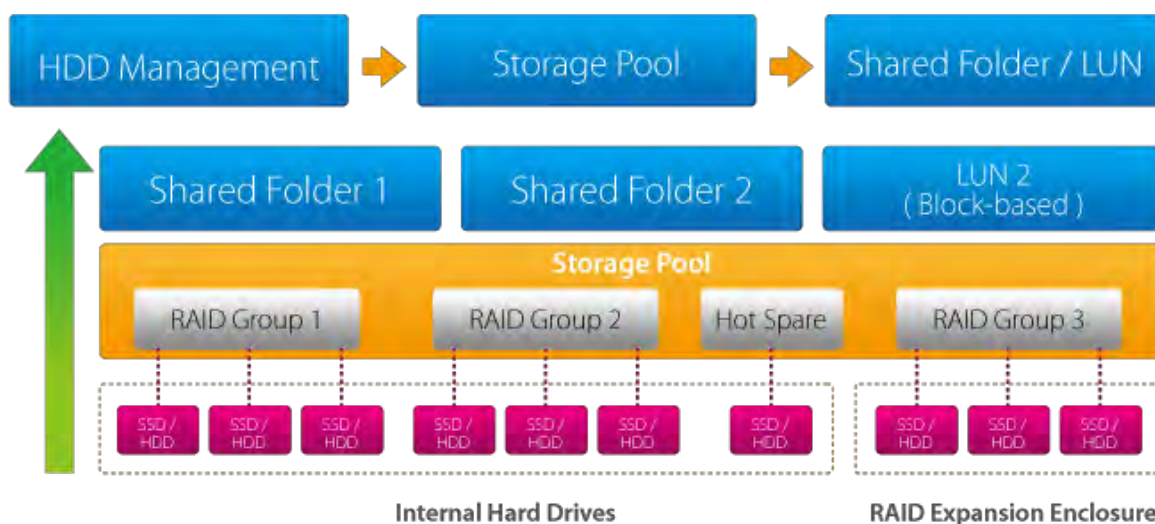 HDD Management
Storage Pool
Shared Folder / LUN
Shared Folder 1
Shared Folder 2
LUN 2
( Block-based )
Storage Pool
RAID Group 1
RAID Group 2
Hot Spare
RAID Group 3
SSD /
HDD
SSD /
HDD
SSD /
HDD
SSD /
HDD
SSD /
HDD
SSD /
HDD
SSD /
HDD
SSD /
HDD
SSD /
HDD
SSD /
HDD
Internal Hard Drives
RAID Expansion Enclosure